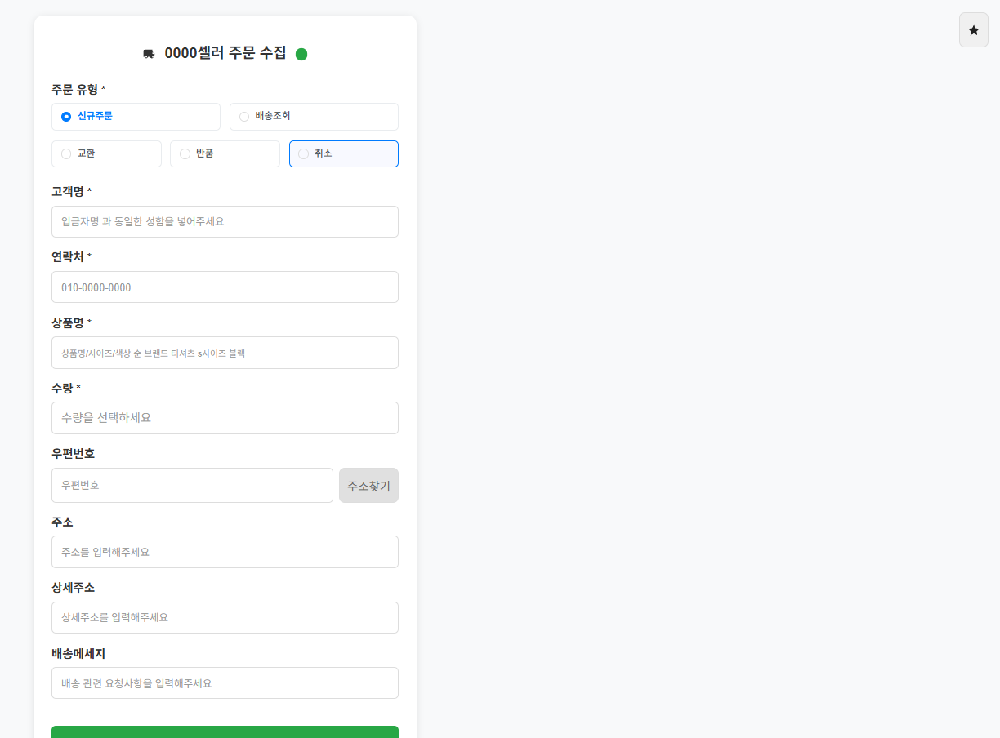 0000셀러 주문 수집
주문 유형 *
신규주문
배송조회
교환
반품
취소
고객명 *
입금자명 과 동일한 성함을 넣어주세요
연락처 *
010-0000-0000
상품명 *
상품명/사이즈/색상 순 브랜드 티셔츠 s사이즈 블랙
수량 *
수량을 선택하세요
우편번호
우편번호
주소찾기
주소
주소를 입력해주세요
상세주소
상세주소를 입력해주세요
배송메세지
배송 관련 요청사항을 입력해주세요